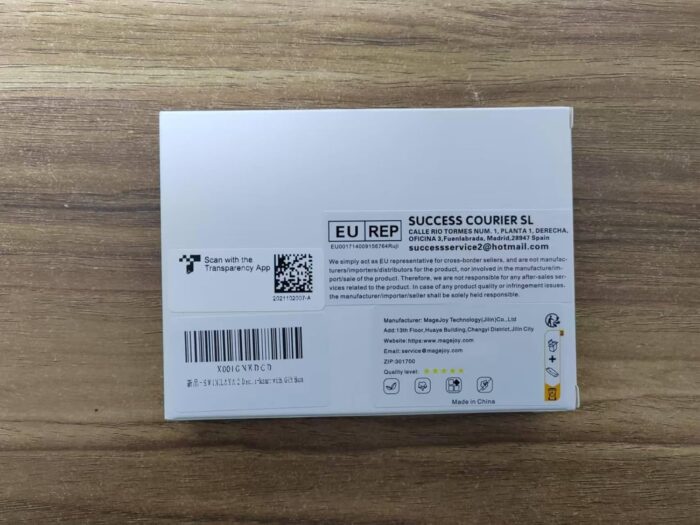 EU REP
EU001714009156764Ruji
SUCCESS COURIER SL
CALLE RIO TORMES NUM. 1, PLANTA 1, DERECHA,
OFICINA 3,Fuenlabrada, Madrid,28947 Spain
successservice2@hotmail.com
We simply act as EU representative for cross-border sellers, and are not manufac-
turers/importers/distributors for the product, nor involved in the manufacture/im-
port/sale of the product. Therefore, we are not responsible for any after-sales ser-
vices related to the product. In case of any product quality or infringement issues,
the manufacturer/importer/seller shall be solely held responsible.
Scan with the
Transparency App
2021102007-A
Manufacturer: MageJoy Technology(Jilin)Co.,Ltd
Add:13th Floor,Huaye Building,Changyi District,Jilin City
Website:https:www.magejoy.com
Email:service@magejoy.com
ZIP:301700
Quality level:
Made in China
新品